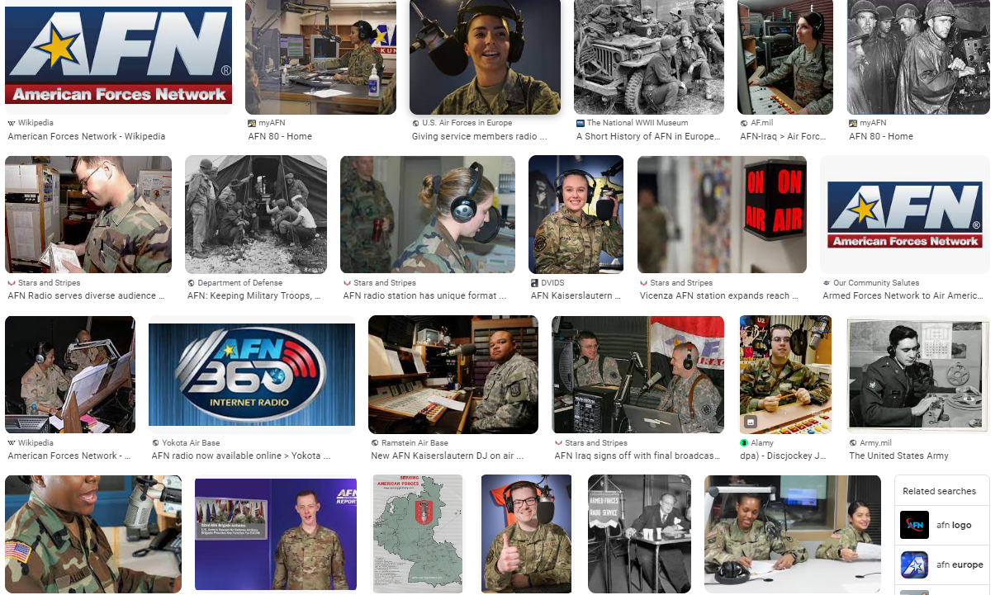 AFN®
American Forces Network
Wikipedia
American Forces Network - Wikipedia
myAFN
AFN 80 - Home
U.S. Air Forces in Europe
Giving service members radio ...
The National WWII Museum
A Short History of AFN in Europe...
AF.mil
AFN-Iraq > Air Forc...
myAFN
AFN 80 - Home
Stars and Stripes
AFN Radio serves diverse audience ...
Department of Defense
AFN: Keeping Military Troops, ...
Stars and Stripes
AFN radio station has unique format ...
DVIDS
AFN Kaiserslautern ...
ON ON
AIR AIR
Stars and Stripes
Vicenza AFN station expands reach ...
AFN®
American Forces Network
Our Community Salutes
Armed Forces Network to Air Americ...
Wikipedia
American Forces Network - ...
AFN
360
INTERNET RADIO
Yokota Air Base
AFN radio now available online > Yokota ...
Ramstein Air Base
New AFN Kaiserslautern DJ on air ...
Stars and Stripes
AFN Iraq signs off with final broadcas...
U2
a Alamy
dpa) - Discjockey J...
Army.mil
The United States Army
AFN
REPORT
SERVING
AMERICAN FORCES
ARMED FORCES
RADIO SERVICE
Related searches
AFN
afn logo
afn europe